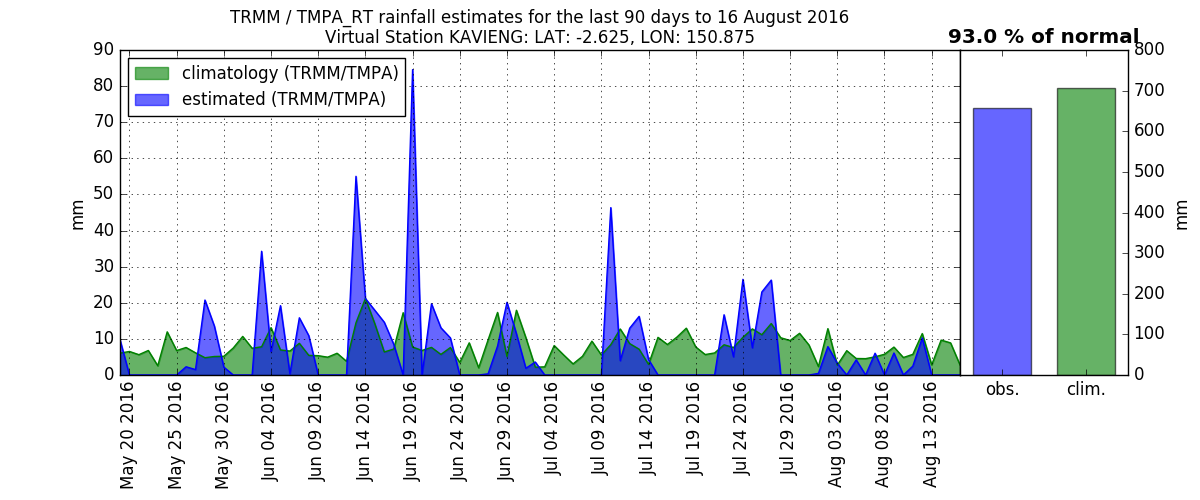 TRMM / TMPA_RT rainfall estimates for the last 90 days to 16 August 2016
Virtual Station KAVIENG: LAT: -2.625, LON: 150.875
93.0 % of normal
climatology (TRMM/TMPA)
estimated (TRMM/TMPA)
90
80
70
60
50
40
30
20
10
0
mm
May 20 2016
May 25 2016
May 30 2016
Jun 04 2016
Jun 09 2016
Jun 14 2016
Jun 19 2016
Jun 24 2016
Jun 29 2016
Jul 04 2016
Jul 09 2016
Jul 14 2016
Jul 19 2016
Jul 24 2016
Jul 29 2016
Aug 03 2016
Aug 08 2016
Aug 13 2016
obs.
clim.
800
700
600
500
400
300
200
100
0
mm